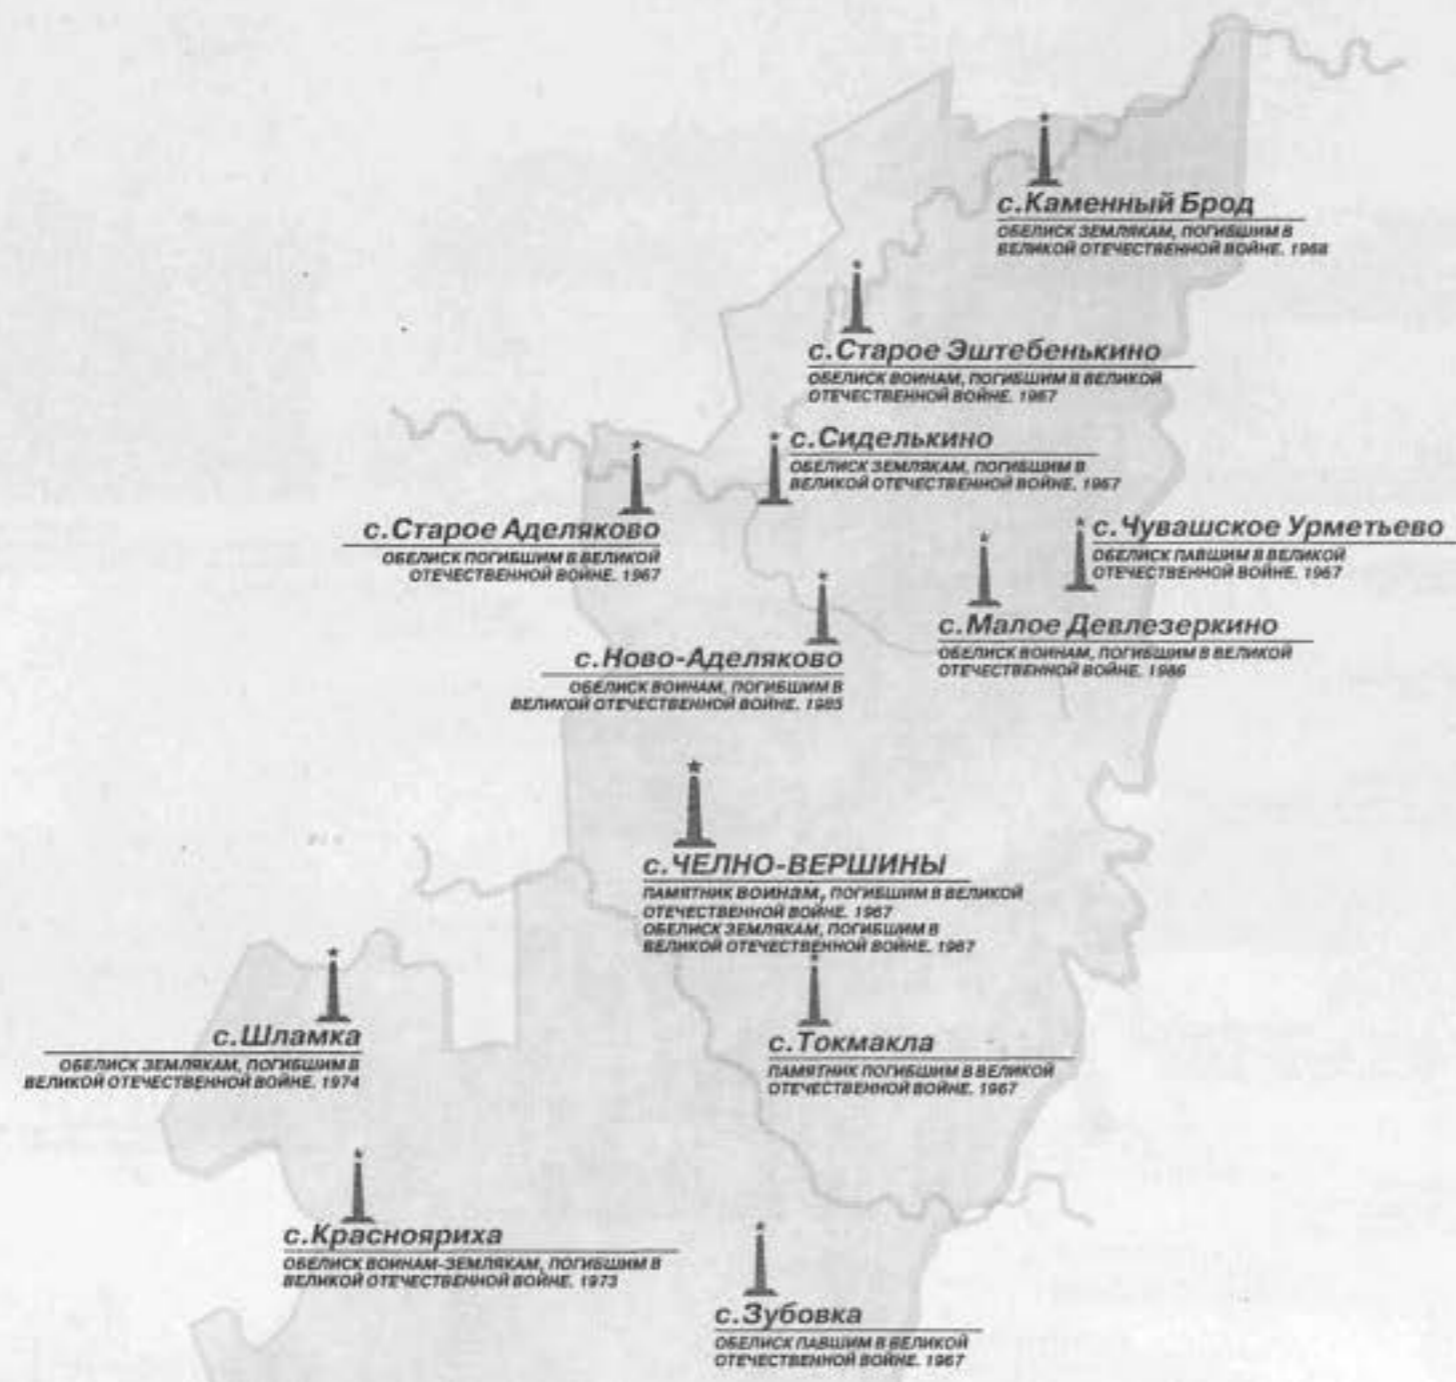 с.Каменный Брод
ОБЕЛИСК ЗЕМЛЯКАМ, ПОГИБШИМ В
ВЕЛИКОЙ ОТЕЧЕСТВЕННОЙ ВОЙНЕ. 1968
с.Старое Эштебенькино
ОБЕЛИСК ВОИНАМ, ПОГИБШИМ В ВЕЛИКОЙ
ОТЕЧЕСТВЕННОЙ ВОЙНЕ. 1967
с.Сиделькино
ОБЕЛИСК ЗЕМЛЯКАМ, ПОГИБШИМ В
ВЕЛИКОЙ ОТЕЧЕСТВЕННОЙ ВОЙНЕ. 1967
с.Старое Аделяково
ОБЕЛИСК ПОГИБШИМ В ВЕЛИКОЙ
ОТЕЧЕСТВЕННОЙ ВОЙНЕ. 1967
с.Чувашское Урметьево
ОБЕЛИСК ПАВШИМ В ВЕЛИКОЙ
ОТЕЧЕСТВЕННОЙ ВОЙНЕ. 1967
с.Малое Девлезеркино
ОБЕЛИСК ВОИНАМ, ПОГИБШИМ В ВЕЛИКОЙ
ОТЕЧЕСТВЕННОЙ ВОЙНЕ. 1986
с.Ново-Аделяково
ОБЕЛИСК ВОИНАМ, ПОГИБШИМ В
ВЕЛИКОЙ ОТЕЧЕСТВЕННОЙ ВОЙНЕ. 1985
с.ЧЕЛНО-ВЕРШИНЫ
ПАМЯТНИК ВОИНАМ, ПОГИБШИМ В ВЕЛИКОЙ
ОТЕЧЕСТВЕННОЙ ВОЙНЕ. 1967
ОБЕЛИСК ЗЕМЛЯКАМ, ПОГИБШИМ В
ВЕЛИКОЙ ОТЕЧЕСТВЕННОЙ ВОЙНЕ. 1967
с.Шламка
ОБЕЛИСК ЗЕМЛЯКАМ, ПОГИБШИМ В
ВЕЛИКОЙ ОТЕЧЕСТВЕННОЙ ВОЙНЕ. 1974
с.Токмакла
ПАМЯТНИК ПОГИБШИМ В ВЕЛИКОЙ
ОТЕЧЕСТВЕННОЙ ВОЙНЕ. 1967
с.Краснояриха
ОБЕЛИСК ВОИНАМ-ЗЕМЛЯКАМ, ПОГИБШИМ В
ВЕЛИКОЙ ОТЕЧЕСТВЕННОЙ ВОЙНЕ. 1973
с.Зубовка
ОБЕЛИСК ПАВШИМ В ВЕЛИКОЙ
ОТЕЧЕСТВЕННОЙ ВОЙНЕ. 1967